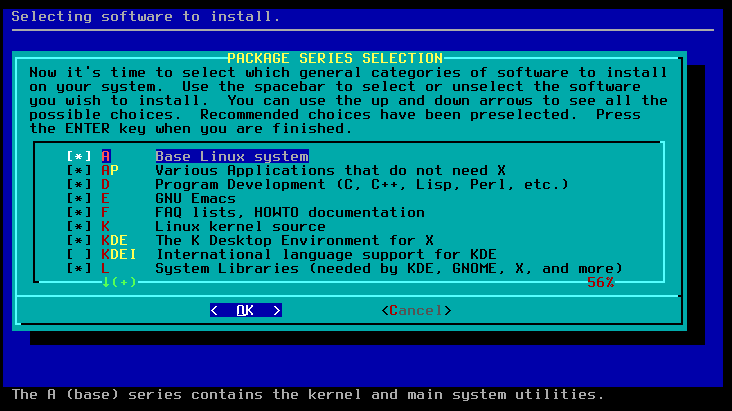 Selecting software to install.
PACKAGE SERIES SELECTION
Now it's time to select which general categories of software to install
on your system.  Use the spacebar to select or unselect the software
you wish to install.  You can use the up and down arrows to see all the
possible choices.  Recommended choices have been preselected.  Press
the ENTER key when you are finished.
[*] A    Base Linux system
[*] AP   Various Applications that do not need X
[*] D    Program Development (C, C++, Lisp, Perl, etc.)
[*] E    GNU Emacs
[*] F    FAQ lists, HOWTO documentation
[*] K    Linux kernel source
[*] KDE  The K Desktop Environment for X
[ ] KDEI International language support for KDE
[*] L    System Libraries (needed by KDE, GNOME, X, and more)
↓(+) 56%
<  OK  > <Cancel>
The A (base) series contains the kernel and main system utilities.